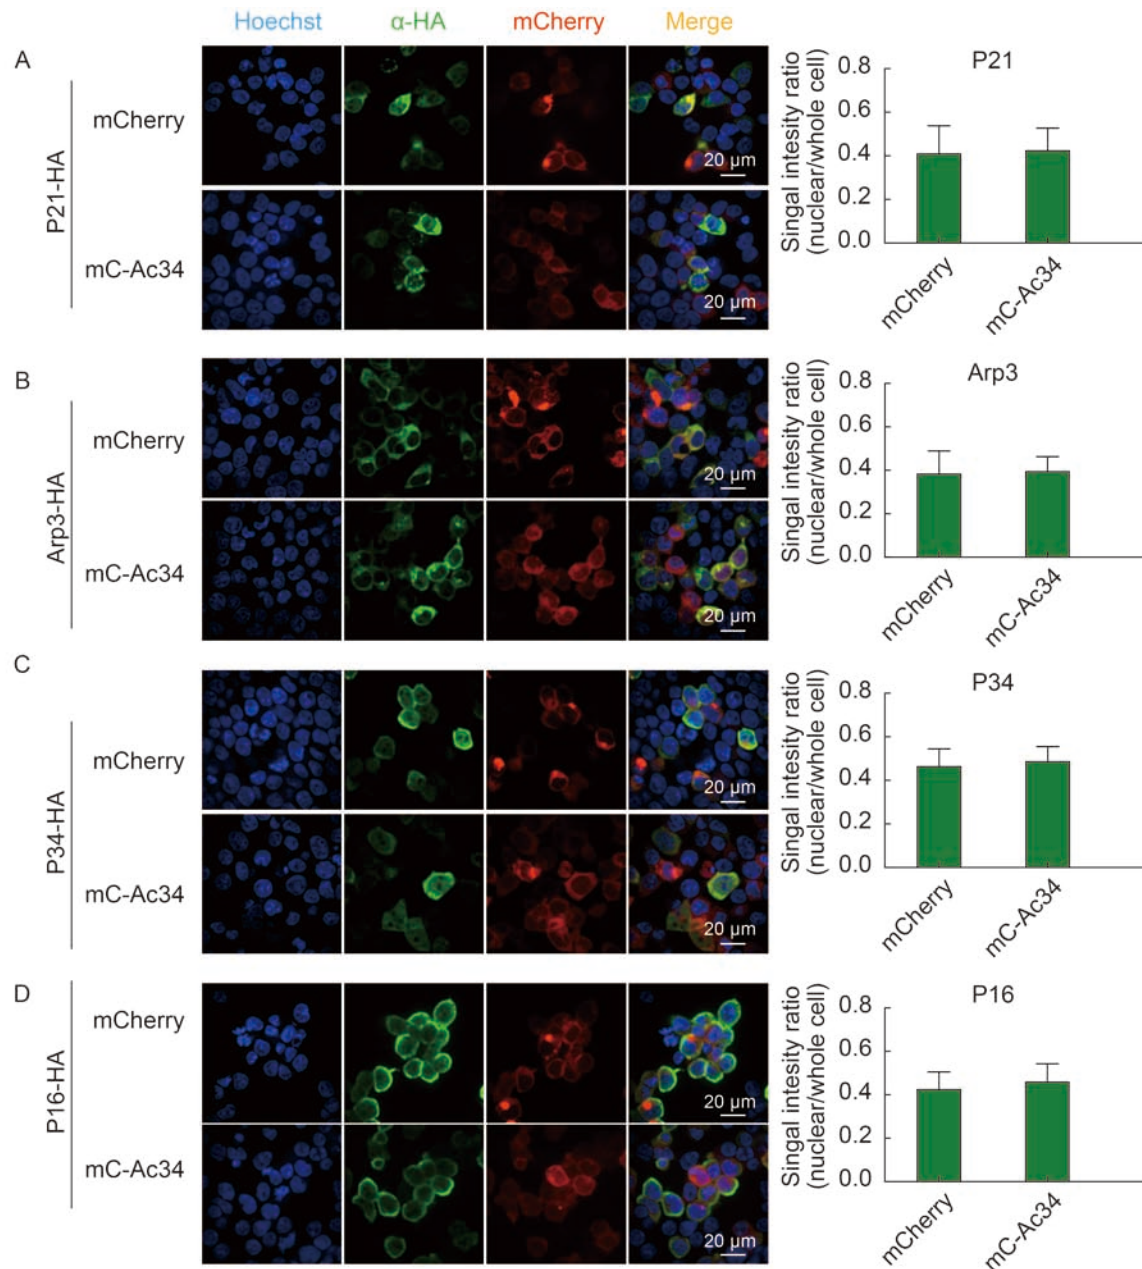 Hoechst α-HA mCherry Merge
A
P21-HA
mCherry
20 µm
mC-Ac34
20 µm
P21
Singal intesity ratio
(nuclear/whole cell)
0.8
0.6
0.4
0.2
0.0
mCherry
mC-Ac34
B
Arp3-HA
mCherry
20 µm
mC-Ac34
20 µm
Arp3
Singal intesity ratio
(nuclear/whole cell)
0.8
0.6
0.4
0.2
0.0
mCherry
mC-Ac34
C
P34-HA
mCherry
20 µm
mC-Ac34
20 µm
P34
Singal intesity ratio
(nuclear/whole cell)
0.8
0.6
0.4
0.2
0.0
mCherry
mC-Ac34
D
P16-HA
mCherry
20 µm
mC-Ac34
20 µm
P16
Singal intesity ratio
(nuclear/whole cell)
0.8
0.6
0.4
0.2
0.0
mCherry
mC-Ac34